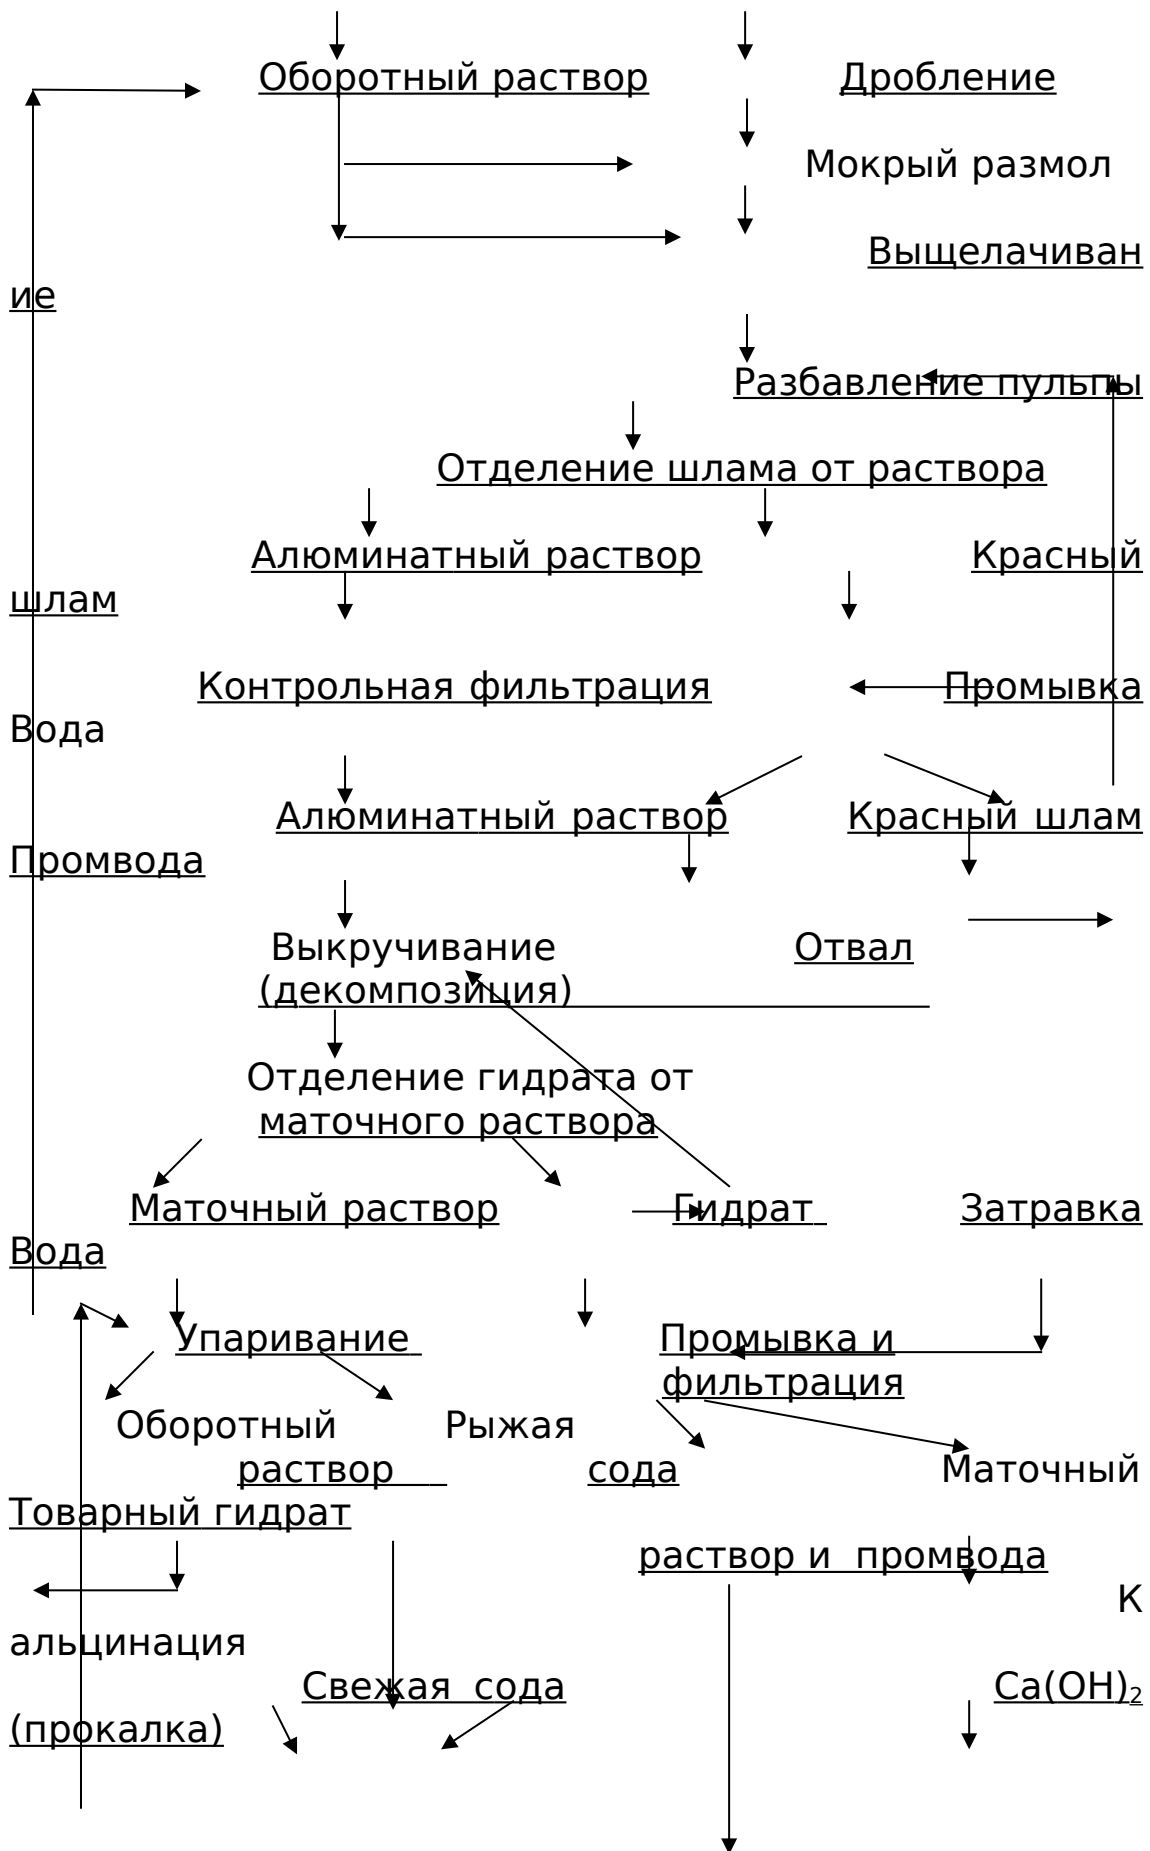 Оборотный раствор Дробление
Мокрый размол
Выщелачиван
ие
Разбавление пульпы
Отделение шлама от раствора
Алюминатный раствор Красный
шлам
Контрольная фильтрация Промывка
Вода
Алюминатный раствор Красный шлам
Промвода
Выкручивание Отвал
(декомпозиция)
Отделение гидрата от
маточного раствора
Маточный раствор Гидрат Затравка
Вода
Упаривание Промывка и
фильтрация
Оборотный Рыжая
раствор сода Маточный
Товарный гидрат
раствор и промвода
К
альцинация
Свежая сода Ca(OH)₂
(прокалка)